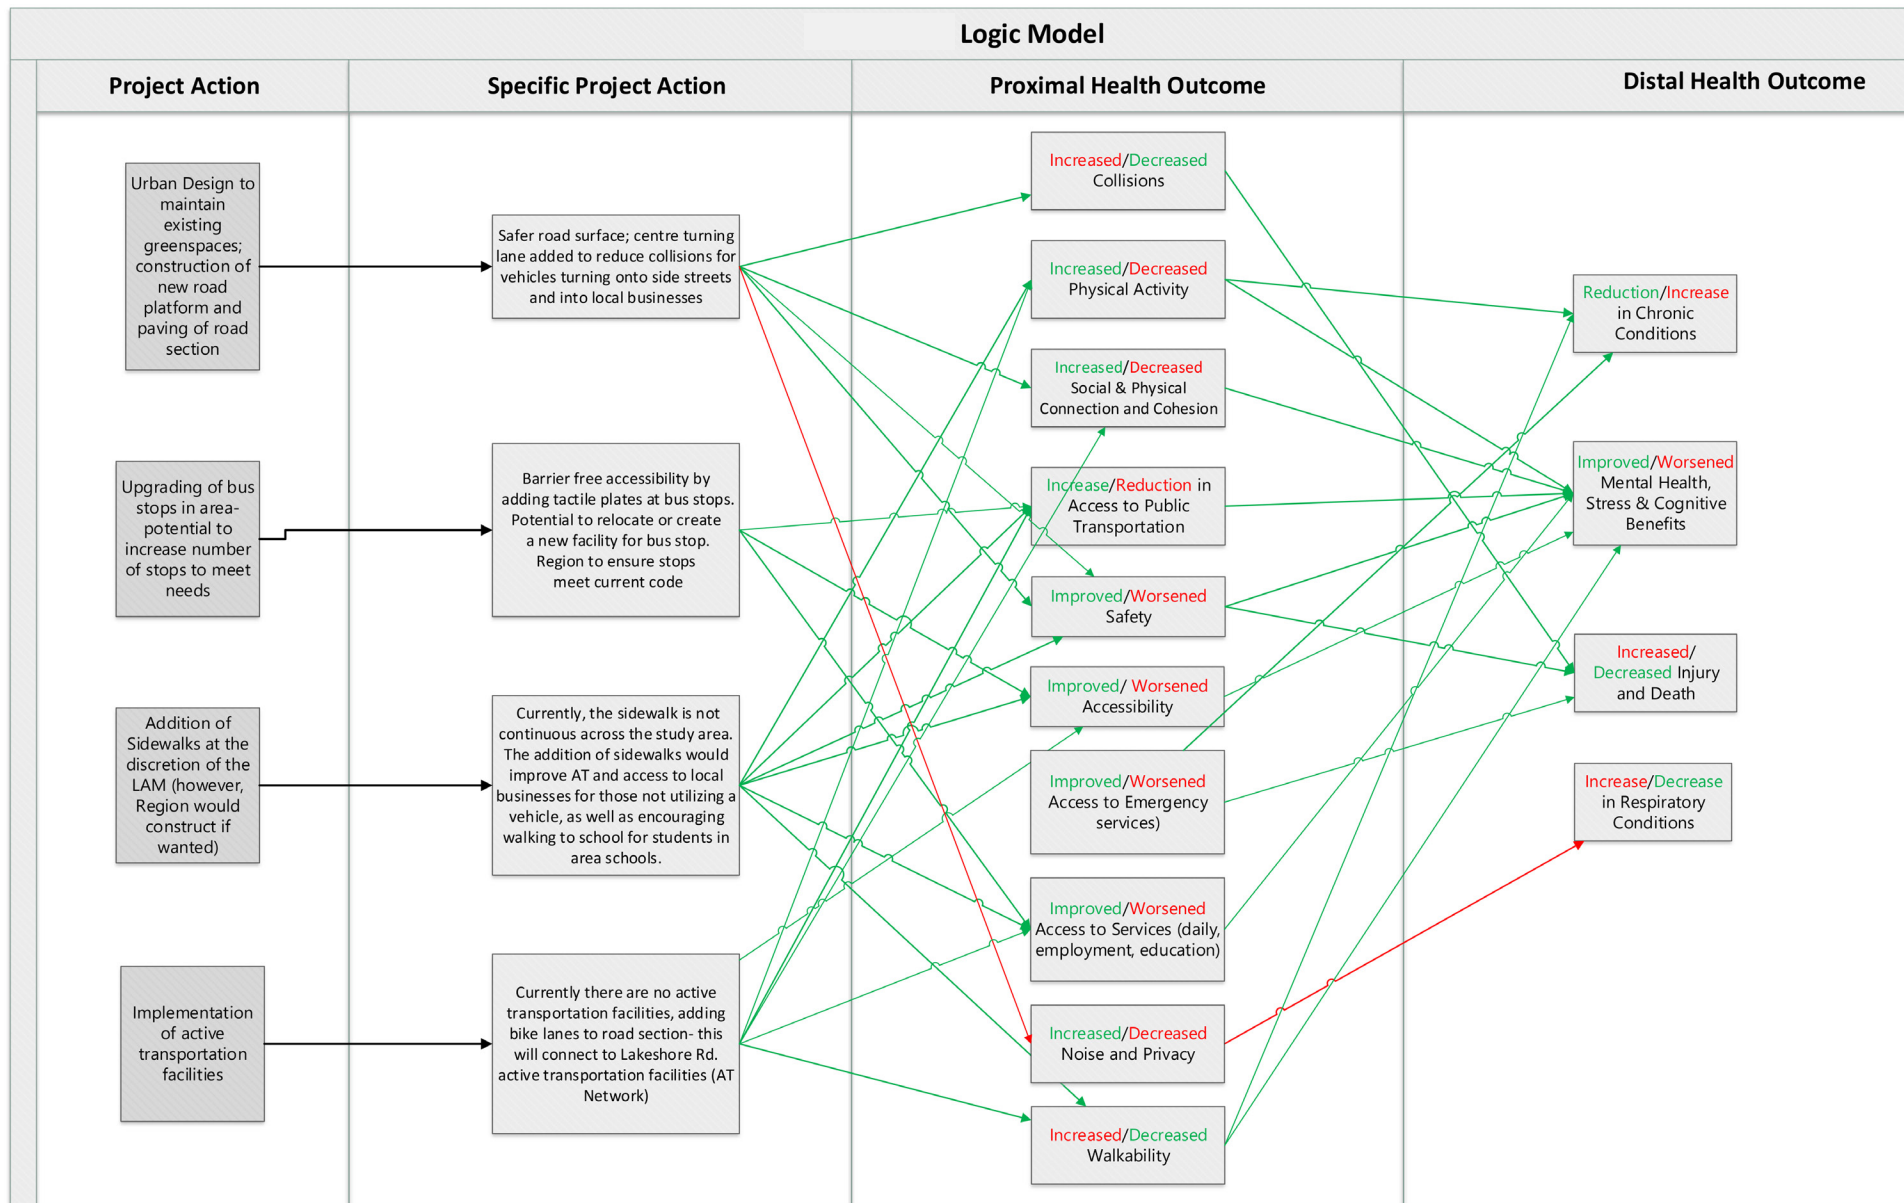 Logic Model
Project Action
Specific Project Action
Proximal Health Outcome
Distal Health Outcome
Urban Design to
maintain
existing
greenspaces;
construction of
new road
platform and
paving of road
section
Upgrading of bus
stops in area-
potential to
increase number
of stops to meet
needs
Addition of
Sidewalks at the
discretion of the
LAM (however,
Region would
construct if
wanted)
Implementation
of active
transportation
facilities
Safer road surface; centre turning
lane added to reduce collisions for
vehicles turning onto side streets
and into local businesses
Barrier free accessibility by
adding tactile plates at bus stops.
Potential to relocate or create
a new facility for bus stop.
Region to ensure stops
meet current code
Currently, the sidewalk is not
continuous across the study area.
The addition of sidewalks would
improve AT and access to local
businesses for those not utilizing a
vehicle, as well as encouraging
walking to school for students in
area schools.
Currently there are no active
transportation facilities, adding
bike lanes to road section- this
will connect to Lakeshore Rd.
active transportation facilities (AT
Network)
Increased/Decreased
Collisions
Increased/Decreased
Physical Activity
Increased/Decreased
Social & Physical
Connection and Cohesion
Increase/Reduction in
Access to Public
Transportation
Improved/Worsened
Safety
Improved/ Worsened
Accessibility
Improved/Worsened
Access to Emergency
services)
Improved/Worsened
Access to Services (daily,
employment, education)
Increased/Decreased
Noise and Privacy
Increased/Decreased
Walkability
Reduction/Increase
in Chronic
Conditions
Improved/Worsened
Mental Health,
Stress & Cognitive
Benefits
Increased/
Decreased Injury
and Death
Increase/Decrease
in Respiratory
Conditions